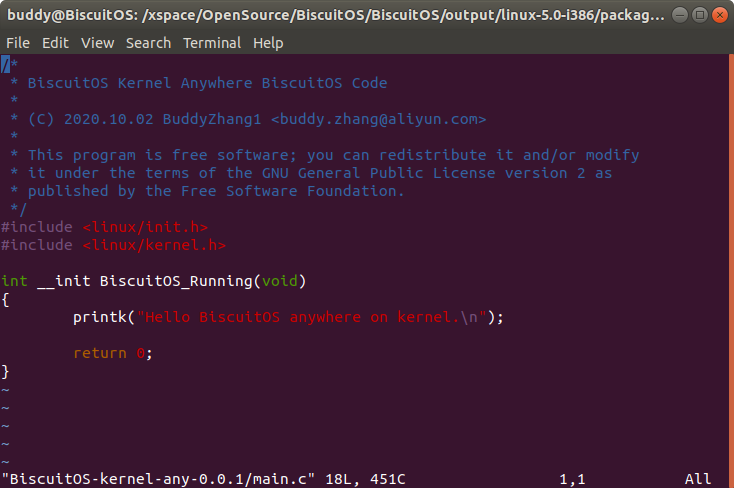 buddy@BiscuitOS: /xspace/OpenSource/BiscuitOS/BiscuitOS/output/linux-5.0-i386/packag...
File Edit View Search Terminal Help
/*
 * BiscuitOS Kernel Anywhere BiscuitOS Code
 *
 * (C) 2020.10.02 BuddyZhang1 <buddy.zhang@aliyun.com>
 *
 * This program is free software; you can redistribute it and/or modify
 * it under the terms of the GNU General Public License version 2 as
 * published by the Free Software Foundation.
 */
#include <linux/init.h>
#include <linux/kernel.h>

int __init BiscuitOS_Running(void)
{
        printk("Hello BiscuitOS anywhere on kernel.\n");

        return 0;
}
~
~
~
~
~
"BiscuitOS-kernel-any-0.0.1/main.c" 18L, 451C 1,1 All